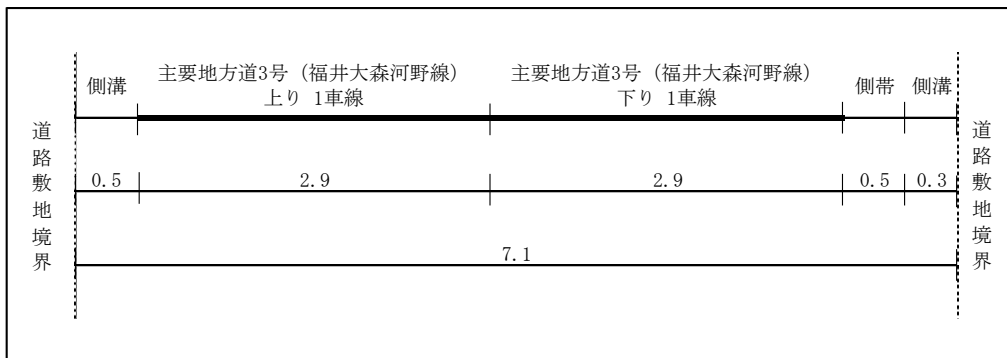 側溝
主要地方道3号（福井大森河野線）
上り 1車線
主要地方道3号（福井大森河野線）
下り 1車線
側帯
側溝
道路敷地境界
0.5
2.9
2.9
0.5
0.3
7.1
道路敷地境界